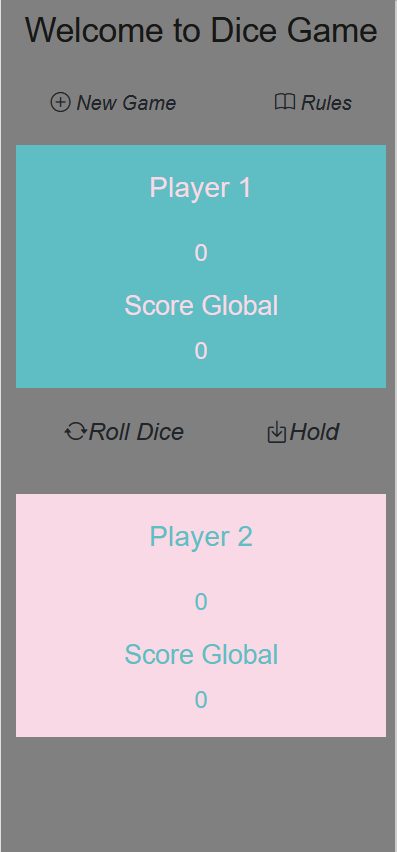 Welcome to Dice Game
New Game Rules
Player 1
0
Score Global
0
Roll Dice Hold
Player 2
0
Score Global
0